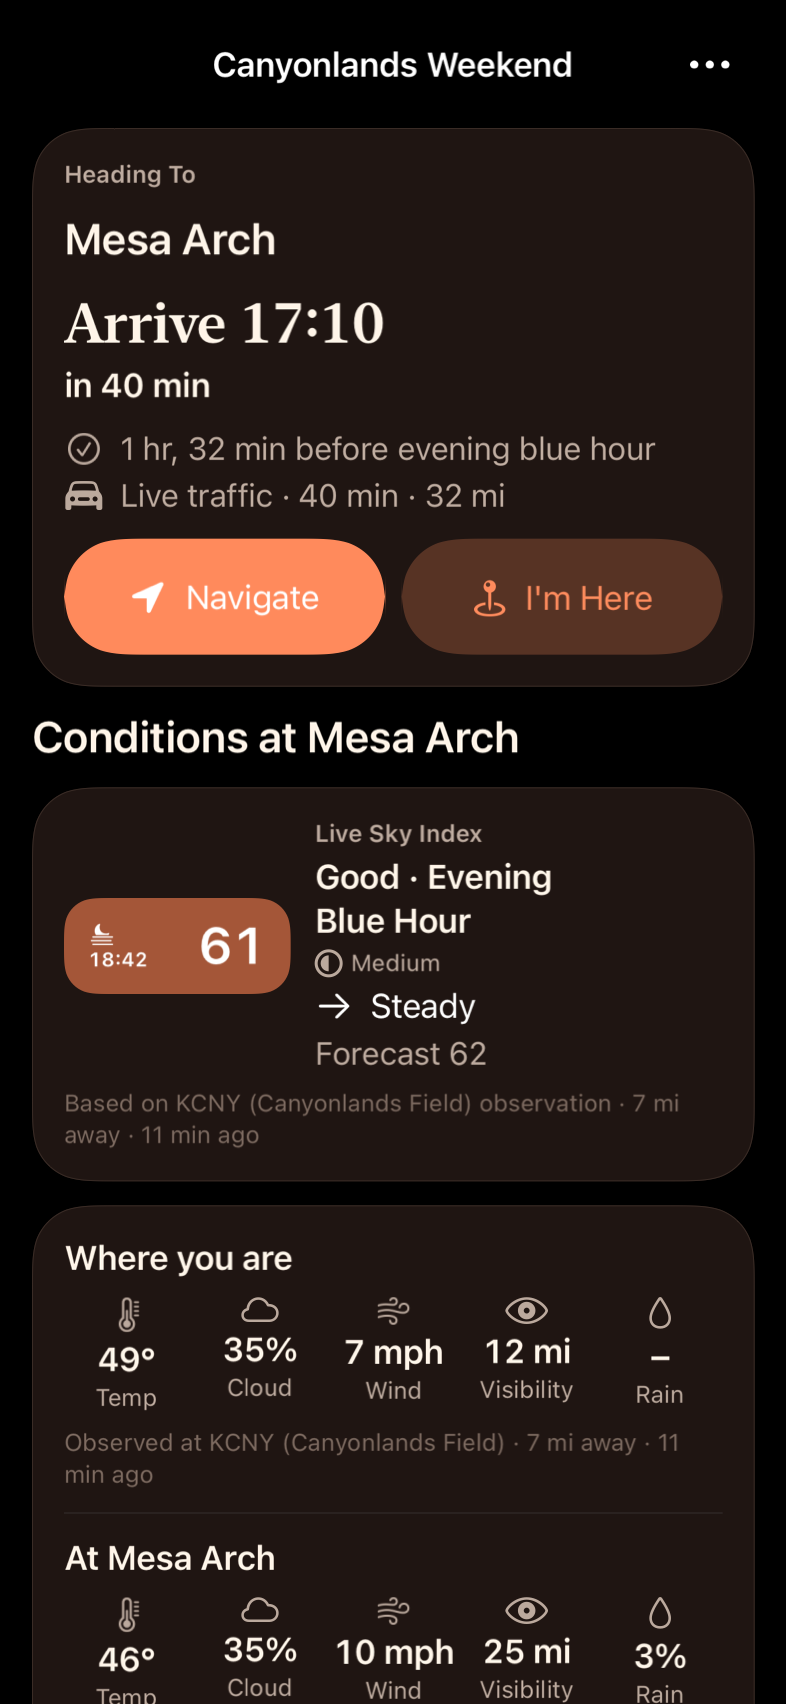 Canyonlands Weekend
Heading To
Mesa Arch
Arrive 17:10
in 40 min
1 hr, 32 min before evening blue hour
Live traffic · 40 min · 32 mi
Navigate
I'm Here
Conditions at Mesa Arch
18:42
61
Live Sky Index
Good · Evening
Blue Hour
Medium
Steady
Forecast 62
Based on KCNY (Canyonlands Field) observation · 7 mi
away · 11 min ago
Where you are
49° 35% 7 mph 12 mi –
Temp Cloud Wind Visibility Rain
Observed at KCNY (Canyonlands Field) · 7 mi away · 11
min ago
At Mesa Arch
46° 35% 10 mph 25 mi 3%
Temp Cloud Wind Visibility Rain